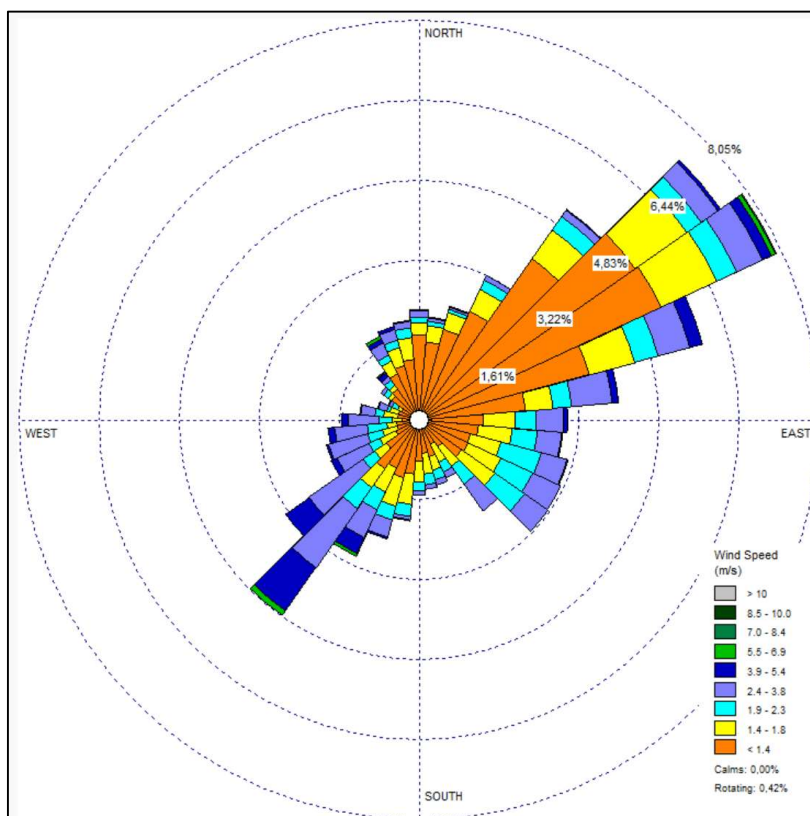 NORTH
8,05%
6,44%
4,83%
3,22%
1,61%
WEST
EAST
Wind Speed
(m/s)
> 10
8.5 - 10.0
7.0 - 8.4
5.5 - 6.9
3.9 - 5.4
2.4 - 3.8
1.9 - 2.3
1.4 - 1.8
< 1.4
Calms: 0,00%
Rotating: 0,42%
SOUTH